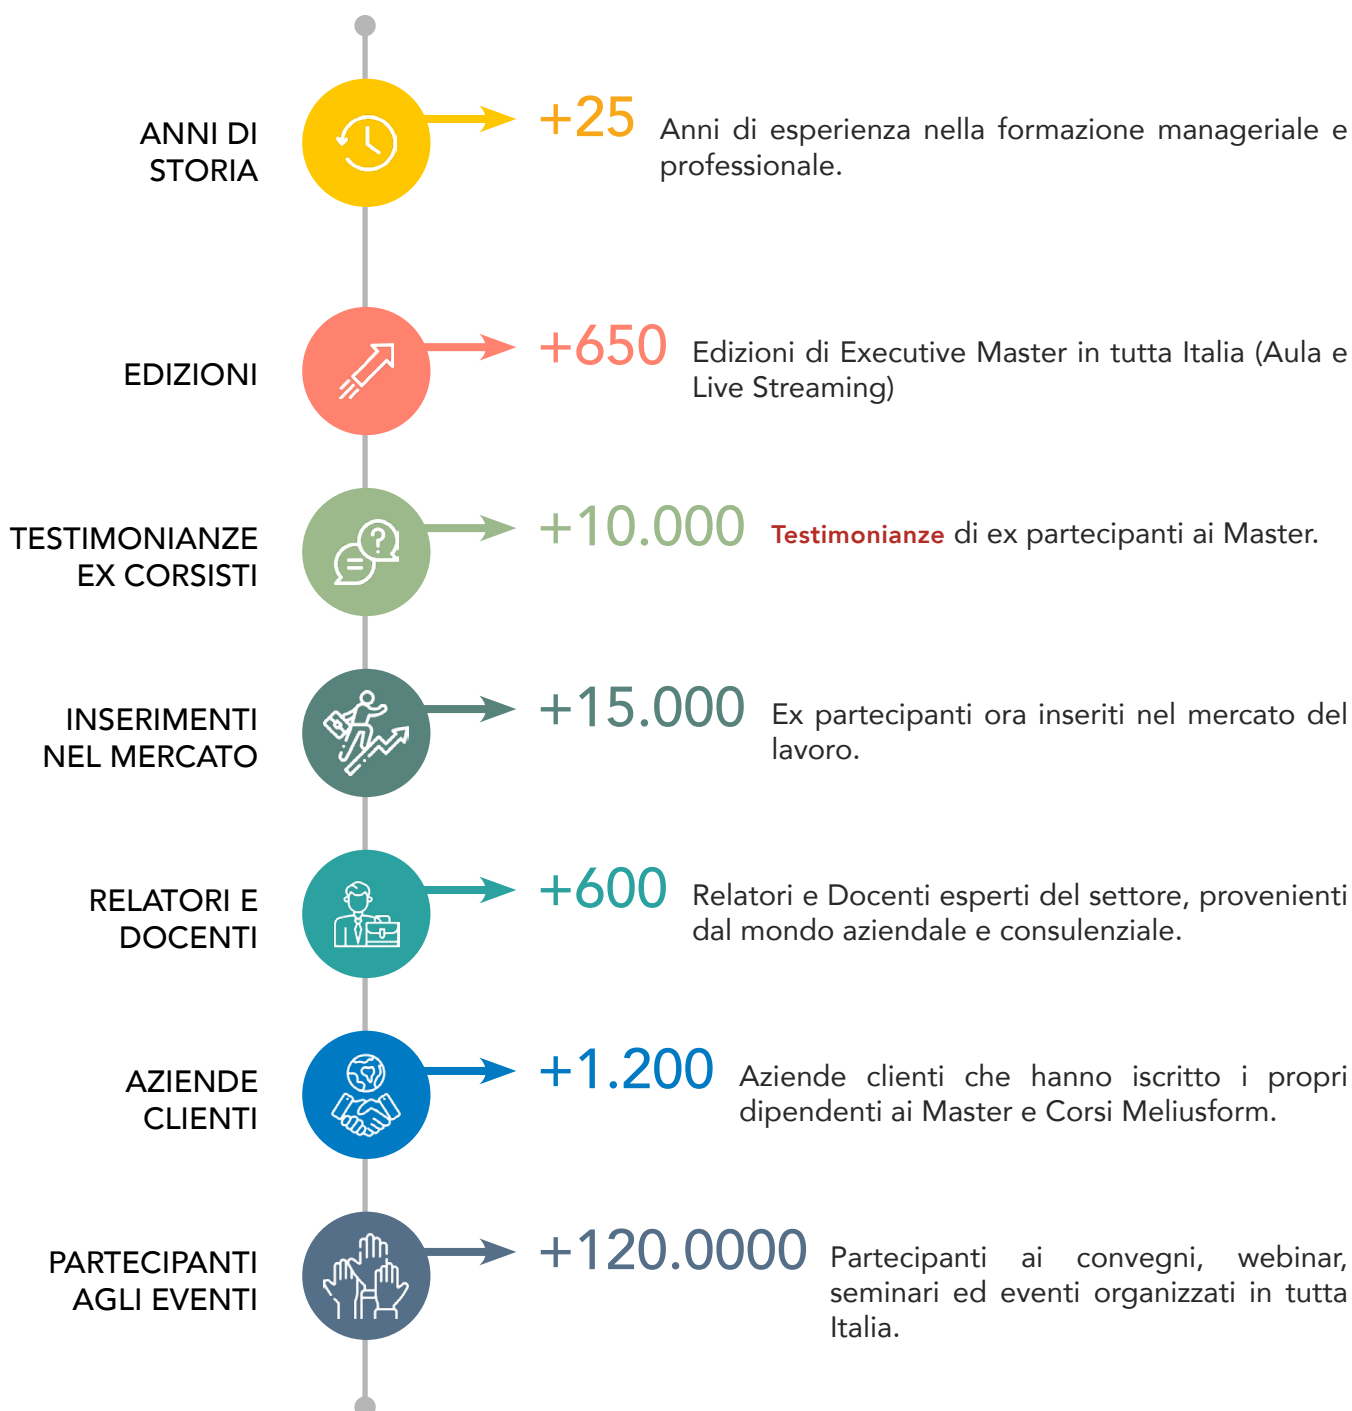 ANNI DI
STORIA
+25
Anni di esperienza nella formazione manageriale e
professionale.
EDIZIONI
+650
Edizioni di Executive Master in tutta Italia (Aula e
Live Streaming)
TESTIMONIANZE
EX CORSISTI
+10.000
Testimonianze di ex partecipanti ai Master.
INSERIMENTI
NEL MERCATO
+15.000
Ex partecipanti ora inseriti nel mercato del
lavoro.
RELATORI E
DOCENTI
+600
Relatori e Docenti esperti del settore, provenienti
dal mondo aziendale e consulenziale.
AZIENDE
CLIENTI
+1.200
Aziende clienti che hanno iscritto i propri
dipendenti ai Master e Corsi Meliusform.
PARTECIPANTI
AGLI EVENTI
+120.0000
Partecipanti ai convegni, webinar,
seminari ed eventi organizzati in tutta
Italia.